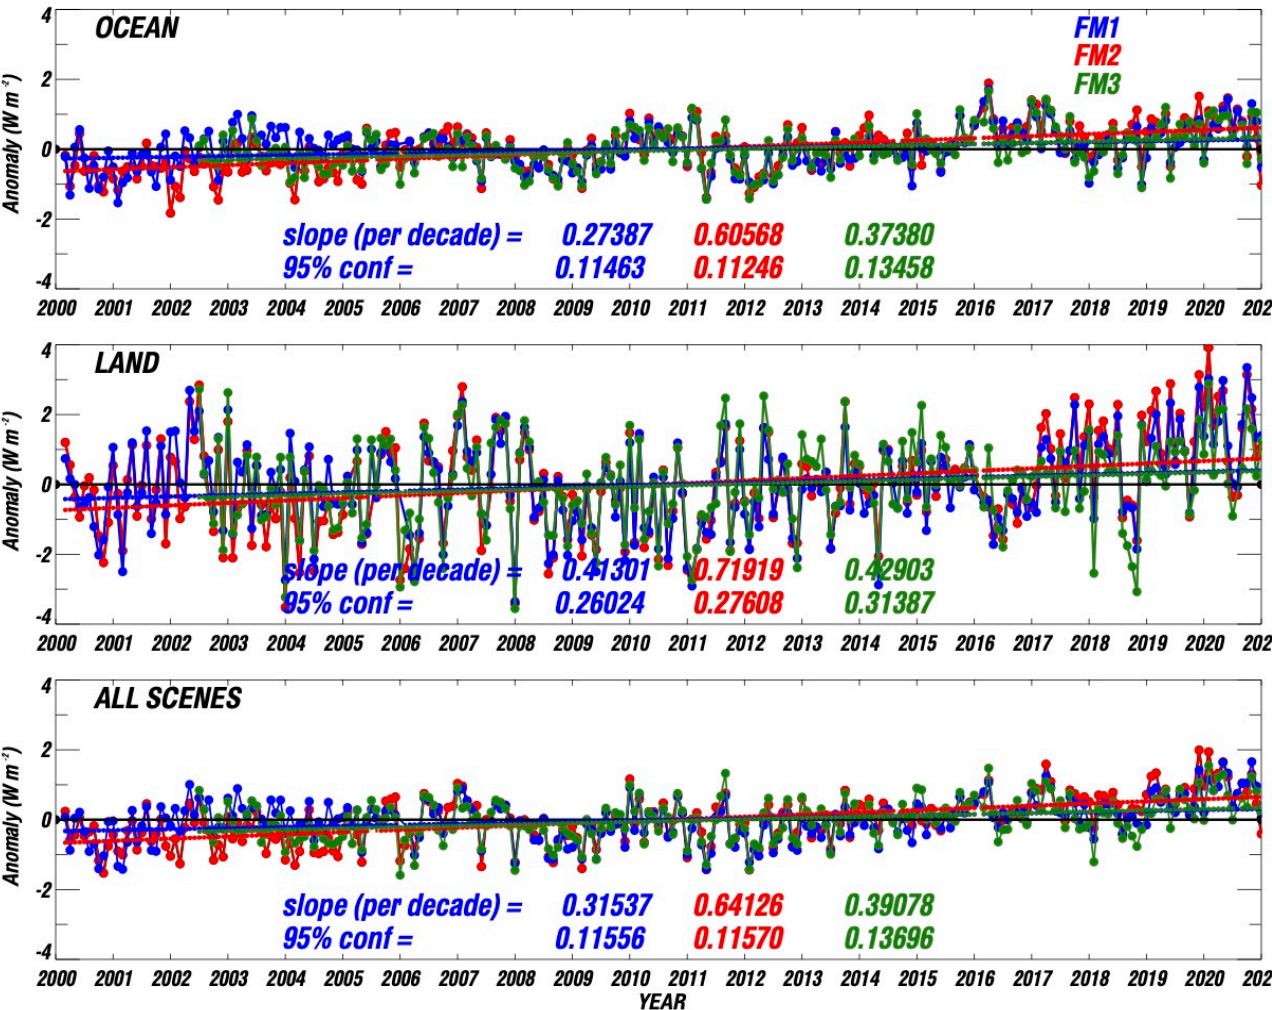 4
OCEAN
FM1
FM2
FM3
2
0
-2
-4
Anomaly (W m⁻²)
slope (per decade) = 0.27387 0.60568 0.37380
95% conf = 0.11463 0.11246 0.13458
2000 2001 2002 2003 2004 2005 2006 2007 2008 2009 2010 2011 2012 2013 2014 2015 2016 2017 2018 2019 2020 202
4
LAND
2
0
-2
-4
Anomaly (W m⁻²)
slope (per decade) = 0.41301 0.71919 0.42903
95% conf = 0.26024 0.27608 0.31387
2000 2001 2002 2003 2004 2005 2006 2007 2008 2009 2010 2011 2012 2013 2014 2015 2016 2017 2018 2019 2020 202
4
ALL SCENES
2
0
-2
-4
Anomaly (W m⁻²)
slope (per decade) = 0.31537 0.64126 0.39078
95% conf = 0.11556 0.11570 0.13696
2000 2001 2002 2003 2004 2005 2006 2007 2008 2009 2010 2011 2012 2013 2014 2015 2016 2017 2018 2019 2020 202
YEAR